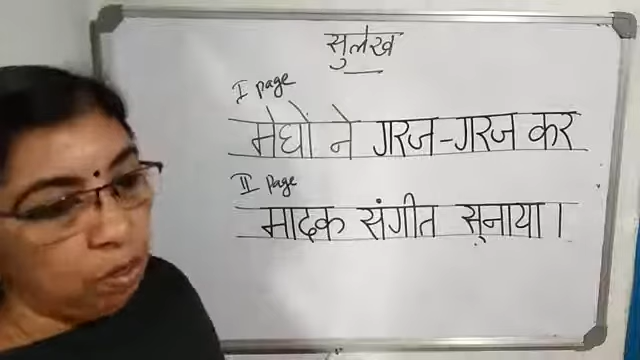 सुलेख
I page
मेघों ने गरज-गरज कर
II page
मादक संगीत सुनाया।